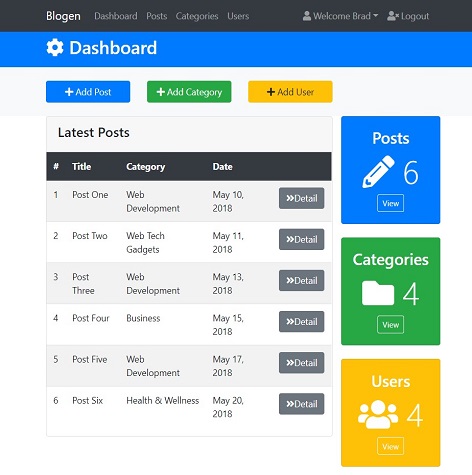 Blogen Dashboard Posts Categories Users Welcome Brad Logout
Dashboard
Add Post Add Category Add User
Latest Posts
# Title Category Date
1 Post One Web Development May 10, 2018 Detail
2 Post Two Web Tech Gadgets May 11, 2018 Detail
3 Post Three Web Development May 13, 2018 Detail
4 Post Four Business May 15, 2018 Detail
5 Post Five Web Development May 17, 2018 Detail
6 Post Six Health & Wellness May 20, 2018 Detail
Posts
6
View
Categories
4
View
Users
4
View